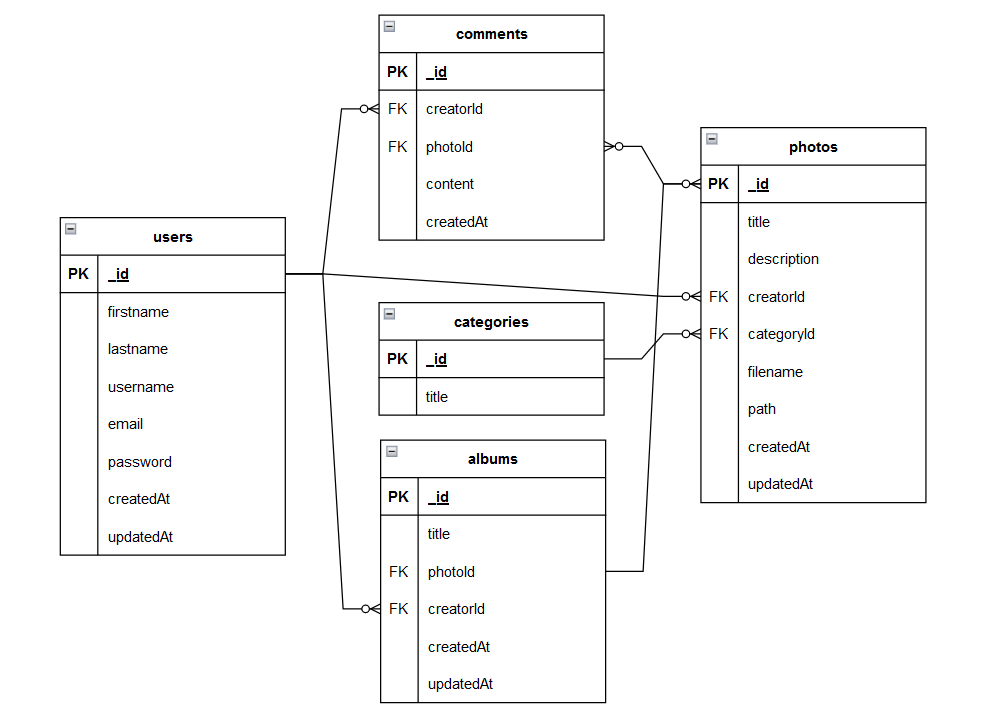 comments
PK _id
FK creatorId
FK photoId
content
createdAt
photos
PK _id
title
description
FK creatorId
FK categoryId
filename
path
createdAt
updatedAt
users
PK _id
firstname
lastname
username
email
password
createdAt
updatedAt
categories
PK _id
title
albums
PK _id
title
FK photoId
FK creatorId
createdAt
updatedAt